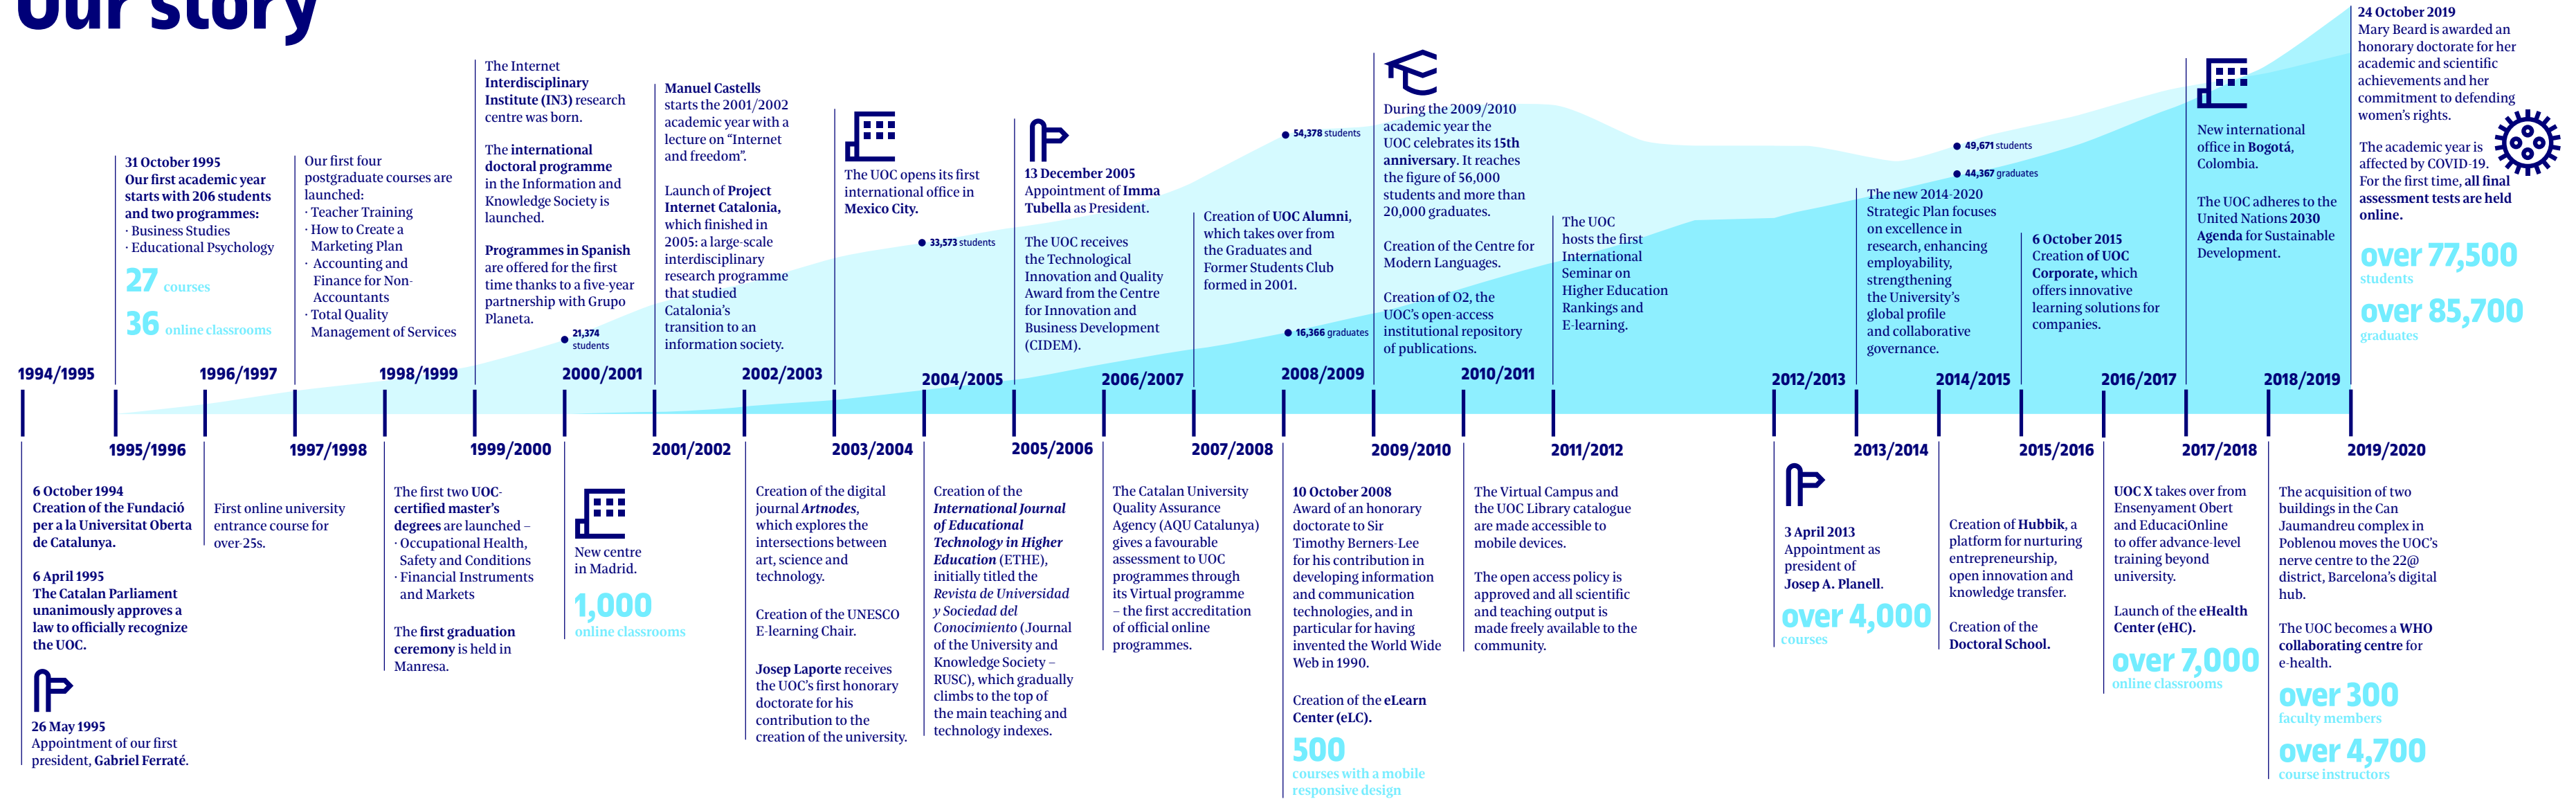 Our story
1994/1995
6 October 1994
Creation of the Fundació
per a la Universitat Oberta
de Catalunya.
6 April 1995
The Catalan Parliament
unanimously approves a
law to officially recognize
the UOC.
26 May 1995
Appointment of our first
president, Gabriel Ferraté.
31 October 1995
Our first academic year
starts with 206 students
and two programmes:
· Business Studies
· Educational Psychology
27 courses
36 online classrooms
1995/1996
1996/1997
First online university
entrance course for
over-25s.
Our first four
postgraduate courses are
launched:
· Teacher Training
· How to Create a
Marketing Plan
· Accounting and
Finance for Non-
Accountants
· Total Quality
Management of Services
1997/1998
1998/1999
The first two UOC-
certified master's
degrees are launched –
· Occupational Health,
Safety and Conditions
· Financial Instruments
and Markets
The first graduation
ceremony is held in
Manresa.
The Internet
Interdisciplinary
Institute (IN3) research
centre was born.
The international
doctoral programme
in the Information and
Knowledge Society is
launched.
Programmes in Spanish
are offered for the first
time thanks to a five-year
partnership with Grupo
Planeta.
1999/2000
21,374
students
2000/2001
New centre
in Madrid.
1,000
online classrooms
Manuel Castells
starts the 2001/2002
academic year with a
lecture on “Internet
and freedom”.
Launch of Project
Internet Catalonia,
which finished in
2005: a large-scale
interdisciplinary
research programme
that studied
Catalonia's
transition to an
information society.
2001/2002
2002/2003
Creation of the digital
journal Artnodes,
which explores the
intersections between
art, science and
technology.
Creation of the UNESCO
E-learning Chair.
Josep Laporte receives
the UOC's first honorary
doctorate for his
contribution to the
creation of the university.
The UOC opens its first
international office in
Mexico City.
2003/2004
33,573 students
2004/2005
Creation of the
International Journal
of Educational
Technology in Higher
Education (ETHE),
initially titled the
Revista de Universidad
y Sociedad del
Conocimiento (Journal
of the University and
Knowledge Society –
RUSC), which gradually
climbs to the top of
the main teaching and
technology indexes.
13 December 2005
Appointment of Imma
Tubella as President.
The UOC receives
the Technological
Innovation and Quality
Award from the Centre
for Innovation and
Business Development
(CIDEM).
2005/2006
2006/2007
The Catalan University
Quality Assurance
Agency (AQU Catalunya)
gives a favourable
assessment to UOC
programmes through
its Virtual programme
– the first accreditation
of official online
programmes.
Creation of UOC Alumni,
which takes over from
the Graduates and
Former Students Club
formed in 2001.
2007/2008
54,378 students
16,366 graduates
2008/2009
10 October 2008
Award of an honorary
doctorate to Sir
Timothy Berners-Lee
for his contribution in
developing information
and communication
technologies, and in
particular for having
invented the World Wide
Web in 1990.
Creation of the eLearn
Center (eLC).
500
courses with a mobile
responsive design
During the 2009/2010
academic year the
UOC celebrates its 15th
anniversary. It reaches
the figure of 56,000
students and more than
20,000 graduates.
Creation of the Centre for
Modern Languages.
Creation of O2, the
UOC's open-access
institutional repository
of publications.
2009/2010
2010/2011
The Virtual Campus and
the UOC Library catalogue
are made accessible to
mobile devices.
The open access policy is
approved and all scientific
and teaching output is
made freely available to the
community.
The UOC
hosts the first
International
Seminar on
Higher Education
Rankings and
E-learning.
2011/2012
2012/2013
3 April 2013
Appointment as
president of
Josep A. Planell.
over 4,000
courses
The new 2014-2020
Strategic Plan focuses
on excellence in
research, enhancing
employability,
strengthening
the University's
global profile
and collaborative
governance.
2013/2014
49,671 students
44,367 graduates
2014/2015
Creation of Hubbik, a
platform for nurturing
entrepreneurship,
open innovation and
knowledge transfer.
Creation of the
Doctoral School.
6 October 2015
Creation of UOC
Corporate, which
offers innovative
learning solutions for
companies.
2015/2016
2016/2017
UOC X takes over from
Ensenyament Obert
and EducaciOnline
to offer advance-level
training beyond
university.
Launch of the eHealth
Center (eHC).
over 7,000
online classrooms
New international
office in Bogotá,
Colombia.
The UOC adheres to the
United Nations 2030
Agenda for Sustainable
Development.
2017/2018
2018/2019
The acquisition of two
buildings in the Can
Jaumandreu complex in
Poblenou moves the UOC's
nerve centre to the 22@
district, Barcelona's digital
hub.
The UOC becomes a WHO
collaborating centre for
e-health.
over 300
faculty members
over 4,700
course instructors
24 October 2019
Mary Beard is awarded an
honorary doctorate for her
academic and scientific
achievements and her
commitment to defending
women's rights.
The academic year is
affected by COVID-19.
For the first time, all final
assessment tests are held
online.
over 77,500
students
over 85,700
graduates
2019/2020